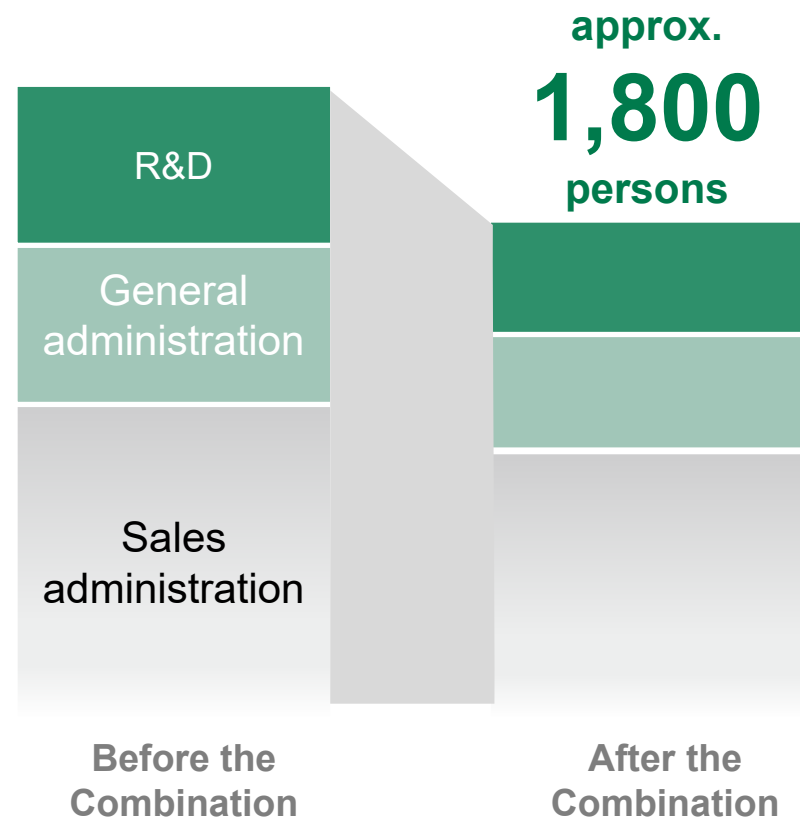 approx.
1,800
persons
R&D
General
administration
Sales
administration
Before the
Combination
After the
Combination